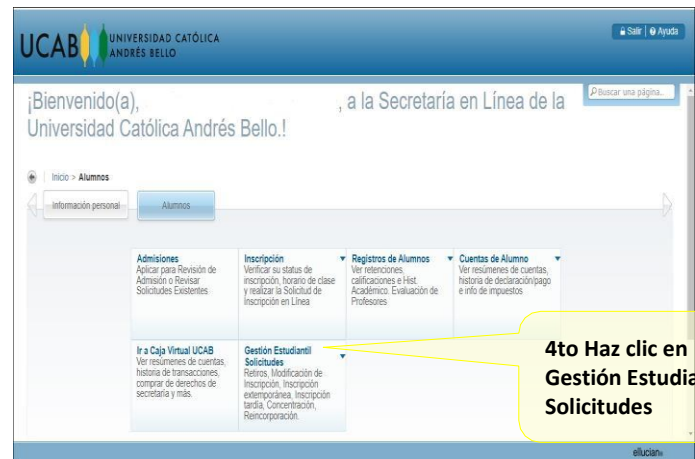 UCAB UNIVERSIDAD CATÓLICA
ANDRÉS BELLO
Salir | Ayuda
¡Bienvenido(a), , a la Secretaría en Línea de la
Universidad Católica Andrés Bello.!
Buscar una página..
Inicio > Alumnos
Información personal
Alumnos
Admisiones
Aplicar para Revisión de
Admisión o Revisar
Solicitudes Existentes
Inscripción
Verificar su status de
inscripción, horario de clase
y realizar la Solicitud de
Inscripción en Línea
Registros de Alumnos
Ver retenciones,
calificaciones e Hist.
Académico. Evaluación de
Profesores
Cuentas de Alumno
Ver resúmenes de cuentas,
historia de declaración/pago
e info de impuestos
Ir a Caja Virtual UCAB
Ver resúmenes de cuentas,
historia de transacciones,
comprar de derechos de
secretaría y más.
Gestión Estudiantil
Solicitudes
Retiros, Modificación de
Inscripción, Inscripción
extemporánea, Inscripción
tardía, Concentración,
Reincorporación.
4to Haz clic en
Gestión Estudia
Solicitudes
ellucian